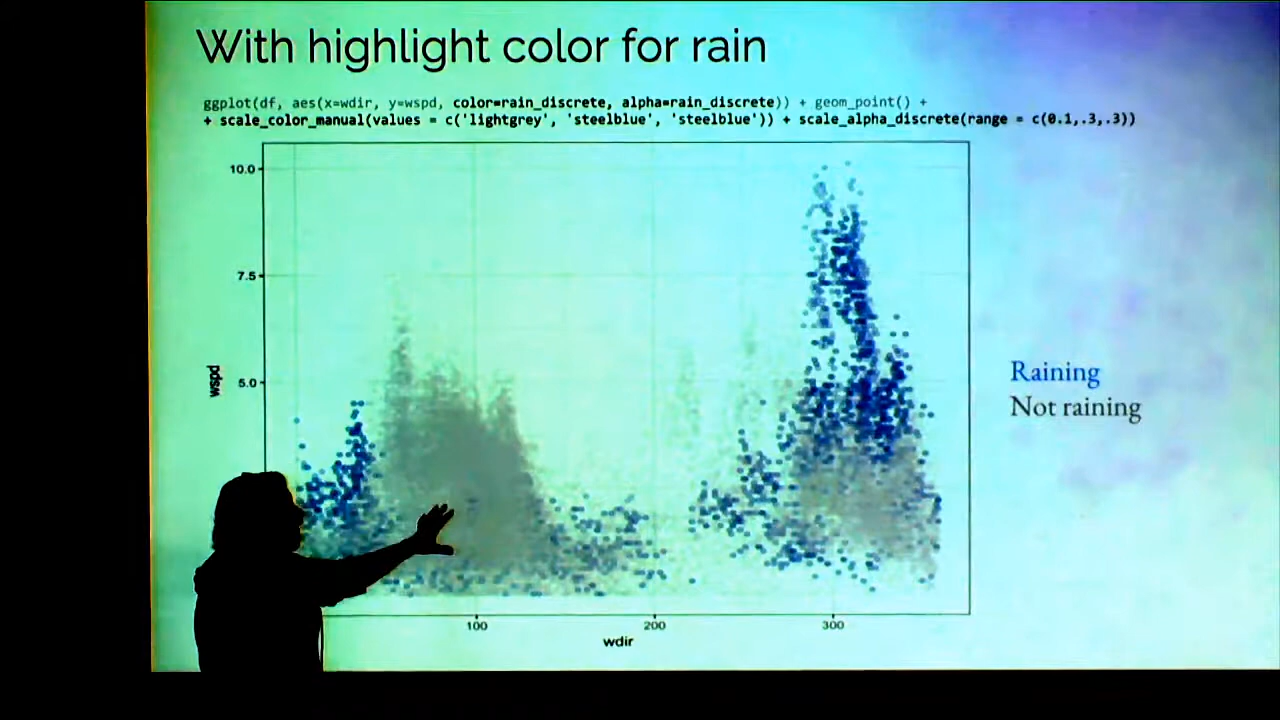 With highlight color for rain
ggplot(df, aes(x=wdir, y=wspd, color=rain_discrete, alpha=rain_discrete)) + geom_point() +
+ scale_color_manual(values = c('lightgrey', 'steelblue', 'steelblue')) + scale_alpha_discrete(range = c(0.1,.3,.3))
10.0
7.5
5.0
wspd
Raining
Not raining
100
200
300
wdir